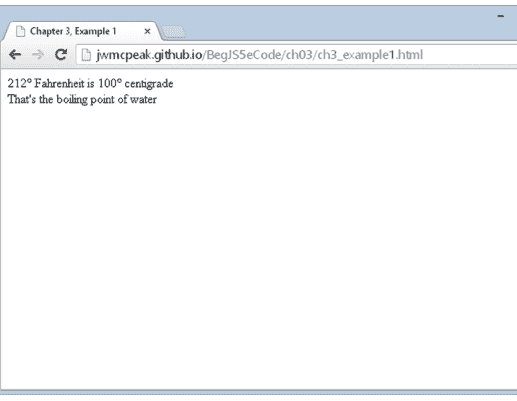 Chapter 3, Example 1
jwmcpeak.github.io/BegJS5eCode/ch03/ch3_example1.html
212° Fahrenheit is 100° centigrade
That's the boiling point of water